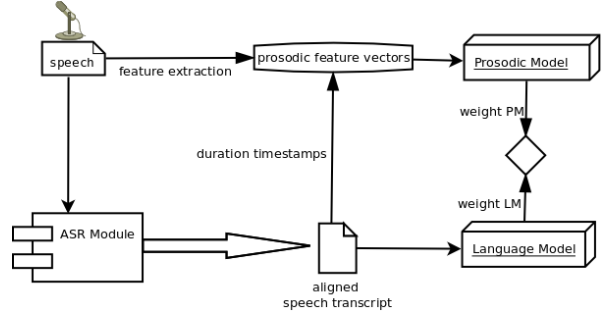 speech
feature extraction
prosodic feature vectors
Prosodic Model
weight PM
duration timestamps
weight LM
ASR Module
Language Model
aligned
speech transcript